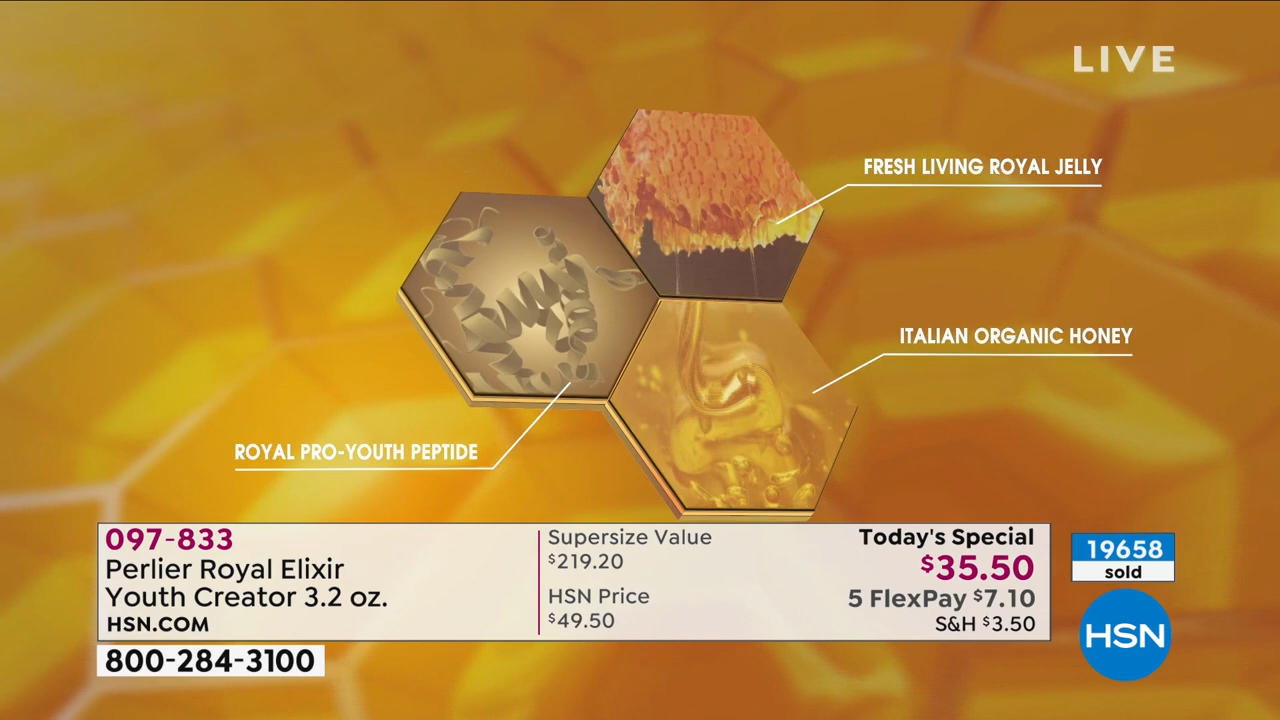 LIVE
FRESH LIVING ROYAL JELLY
ITALIAN ORGANIC HONEY
ROYAL PRO-YOUTH PEPTIDE
097-833
Perlier Royal Elixir
Youth Creator 3.2 oz.
HSN.COM
Supersize Value
$219.20
HSN Price
$49.50
Today's Special
$35.50
5 FlexPay $7.10
S&H $3.50
19658
sold
HSN
800-284-3100